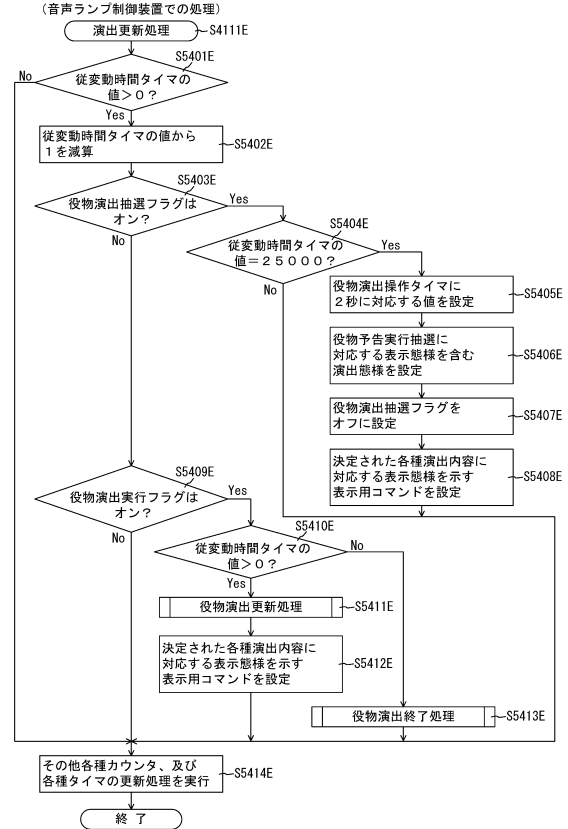 （音声ランプ制御装置での処理）
演出更新処理
S4111E
S5401E
従変動時間タイマの
値＞０？
No
Yes
従変動時間タイマの値から
１を減算
S5402E
S5403E
役物演出抽選フラグは
オン？
Yes
No
S5404E
従変動時間タイマの
値＝２５０００？
Yes
No
役物演出操作タイマに
２秒に対応する値を設定
S5405E
役物予告実行抽選に
対応する表示態様を含む
演出態様を設定
S5406E
役物演出抽選フラグを
オフに設定
S5407E
決定された各種演出内容に
対応する表示態様を示す
表示用コマンドを設定
S5408E
S5409E
役物演出実行フラグは
オン？
Yes
No
S5410E
従変動時間タイマの
値＞０？
No
Yes
役物演出更新処理
S5411E
決定された各種演出内容に
対応する表示態様を示す
表示用コマンドを設定
S5412E
役物演出終了処理
S5413E
その他各種カウンタ、及び
各種タイマの更新処理を実行
S5414E
終 了